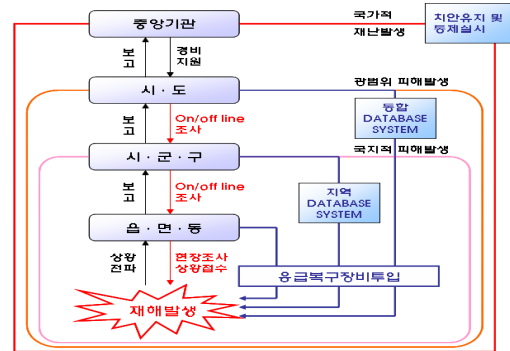 중앙기관
국가적
재난발생
치안유지 및
통제실시
보고
경비
지원
시 · 도
광범위 피해발생
통합
DATABASE
SYSTEM
보고
On/off line
조사
시 · 군 · 구
국지적 피해발생
지역
DATABASE
SYSTEM
보고
On/off line
조사
읍 · 면 · 동
상황
전파
현장조사
상황접수
응급복구장비투입
재해발생